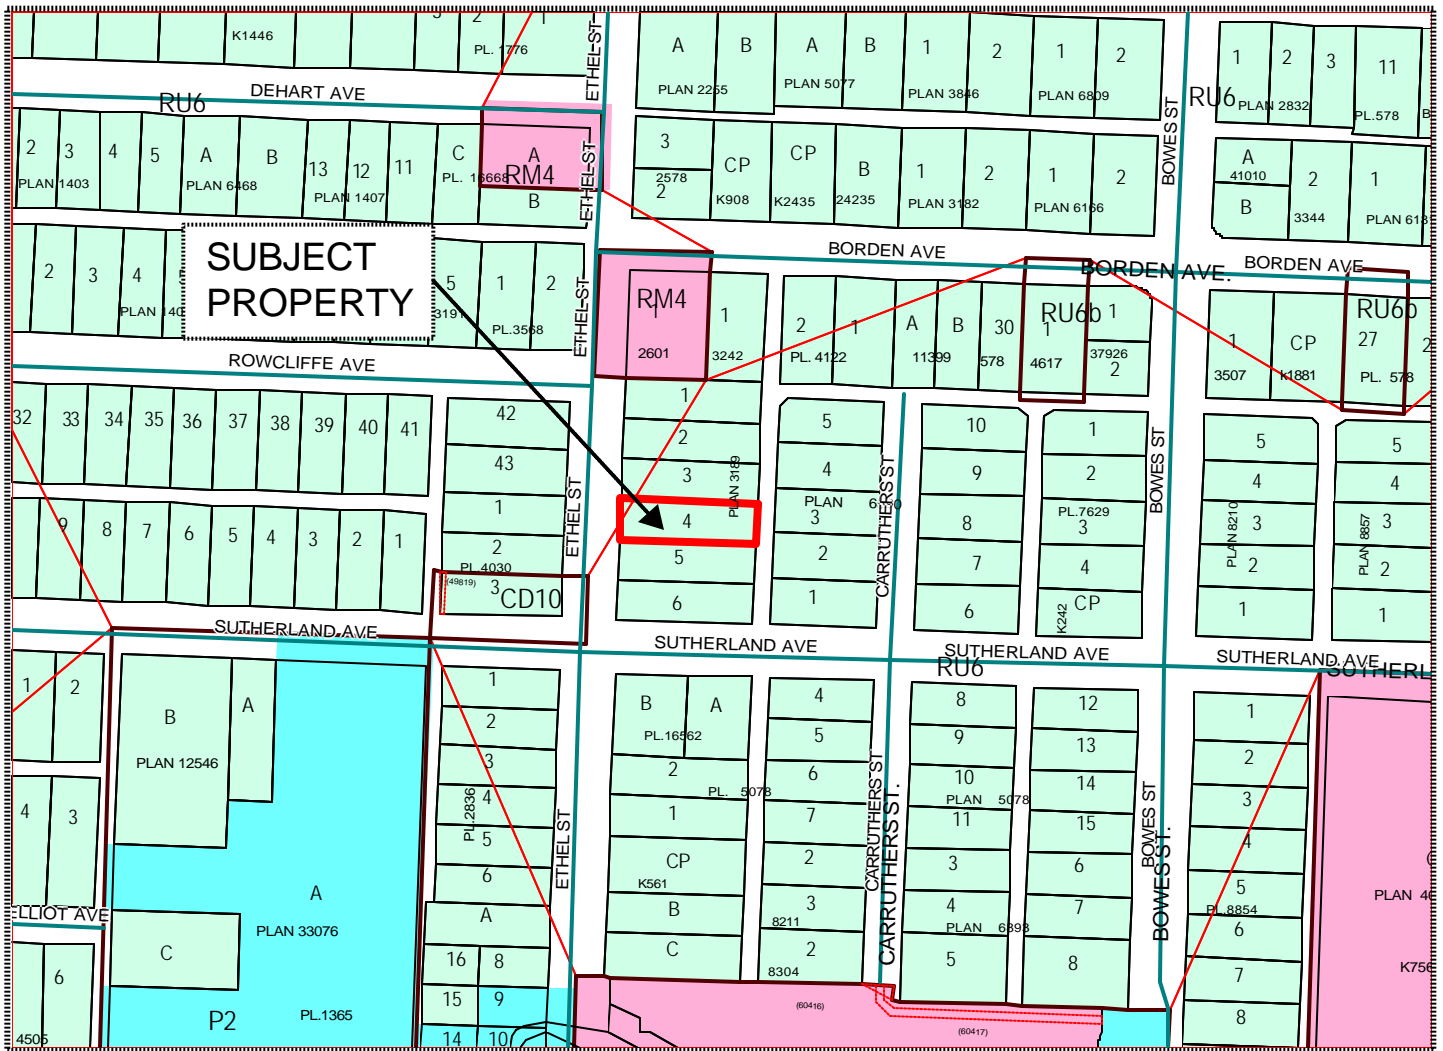 K1446
2
1
PL. 1776
A
B
A
B
1
2
1
2
PLAN 2265
PLAN 5077
PLAN 3846
PLAN 6809
1
2
3
11
PLAN 2832
PL.578
ETHEL ST
DEHART AVE
RU6
RU6
BOWES ST
2
3
4
5
A
B
13
12
11
C
A
RM4
B
PLAN 1403
PLAN 6468
PLAN 1407
PL. 16668
ETHEL ST
3
2578
2
CP
K908
CP
K2435
B
24235
1
2
PLAN 3182
1
2
PLAN 6166
A
41010
B
2
3344
1
SUBJECT
PROPERTY
BORDEN AVE
BORDEN AVE.
BORDEN AVE
2
3
4
5
1
2
3191
PL.3568
ETHEL ST
RM4
1
2601
1
3242
2
1
PL. 4122
A
B
11399
30
578
RU6b
1
4617
1
37926
2
1
3507
CP
k1881
RU6b
27
PL. 578
2
ROWCLIFFE AVE
32
33
34
35
36
37
38
39
40
41
42
43
1
2
PL.4030
3
(49819)
CD10
ETHEL ST
1
2
3
4
5
6
PLAN 3189
5
4
PLAN
3
2
1
CARRUTHERS ST
10
9
8
7
6
1
2
PL.7629
3
4
CP
K242
BOWES ST
5
4
3
2
1
PLAN 8210
5
4
3
2
1
PLAN 8857
9
8
7
6
5
4
3
2
1
SUTHERLAND AVE
SUTHERLAND AVE
SUTHERLAND AVE
SUTHERLAND AVE
RU6
1
2
B
A
PLAN 12546
4
3
ELLIOT AVE
A
PLAN 33076
C
6
P2
PL.1365
4505
1
2
3
4
5
6
PL.2836
A
16
8
15
9
14
10
ETHEL ST
B
A
PL.16562
2
1
CP
K561
B
C
PL. 5078
4
5
6
7
2
3
8211
2
8304
CARRUTHERS ST
CARRUTHERS ST.
8
9
10
PLAN 5078
11
3
4
PLAN 6893
5
12
13
14
15
6
7
8
BOWES ST
BOWES ST.
1
2
3
4
5
PL.8854
6
7
8
K756
(60416)
(60417)